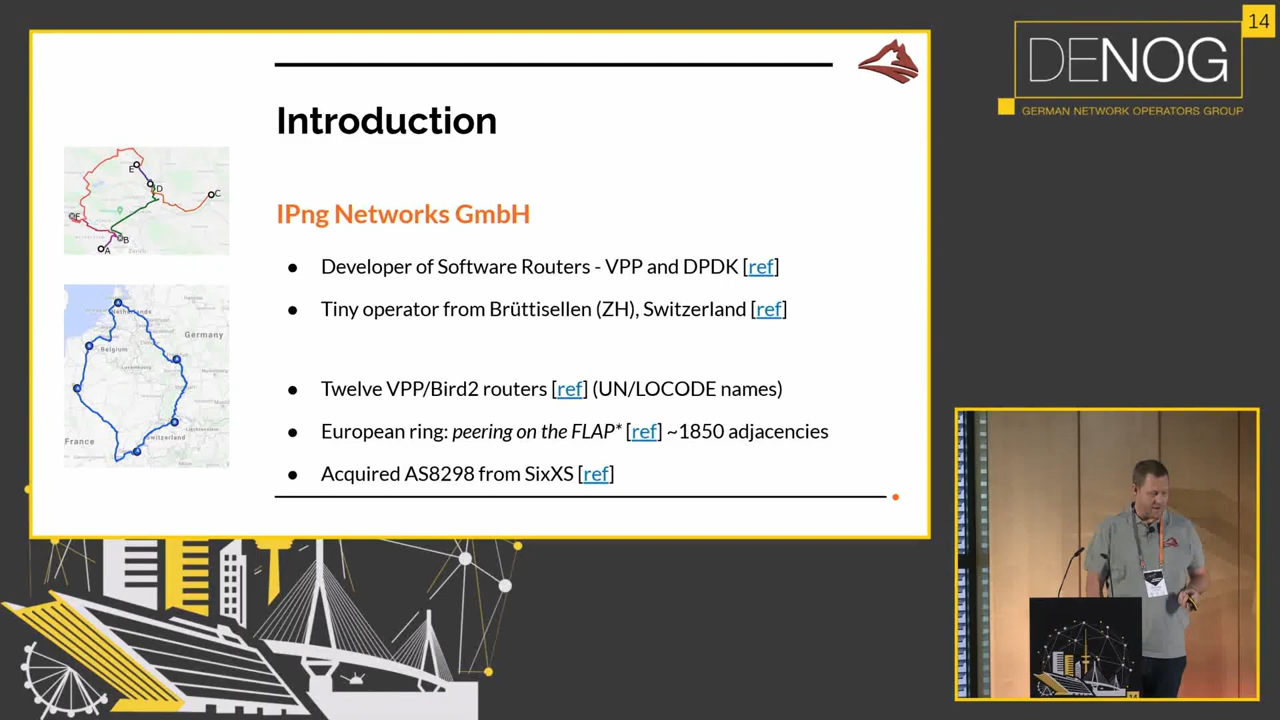 14
DENOG
GERMAN NETWORK OPERATORS GROUP
Introduction
IPng Networks GmbH
● Developer of Software Routers - VPP and DPDK [ref]
● Tiny operator from Brüttisellen (ZH), Switzerland [ref]
● Twelve VPP/Bird2 routers [ref] (UN/LOCODE names)
● European ring: peering on the FLAP* [ref] ~1850 adjacencies
● Acquired AS8298 from SixXS [ref]
E
D
C
F
B
A
Netherlands
Germany
Belgium
France
Switzerland